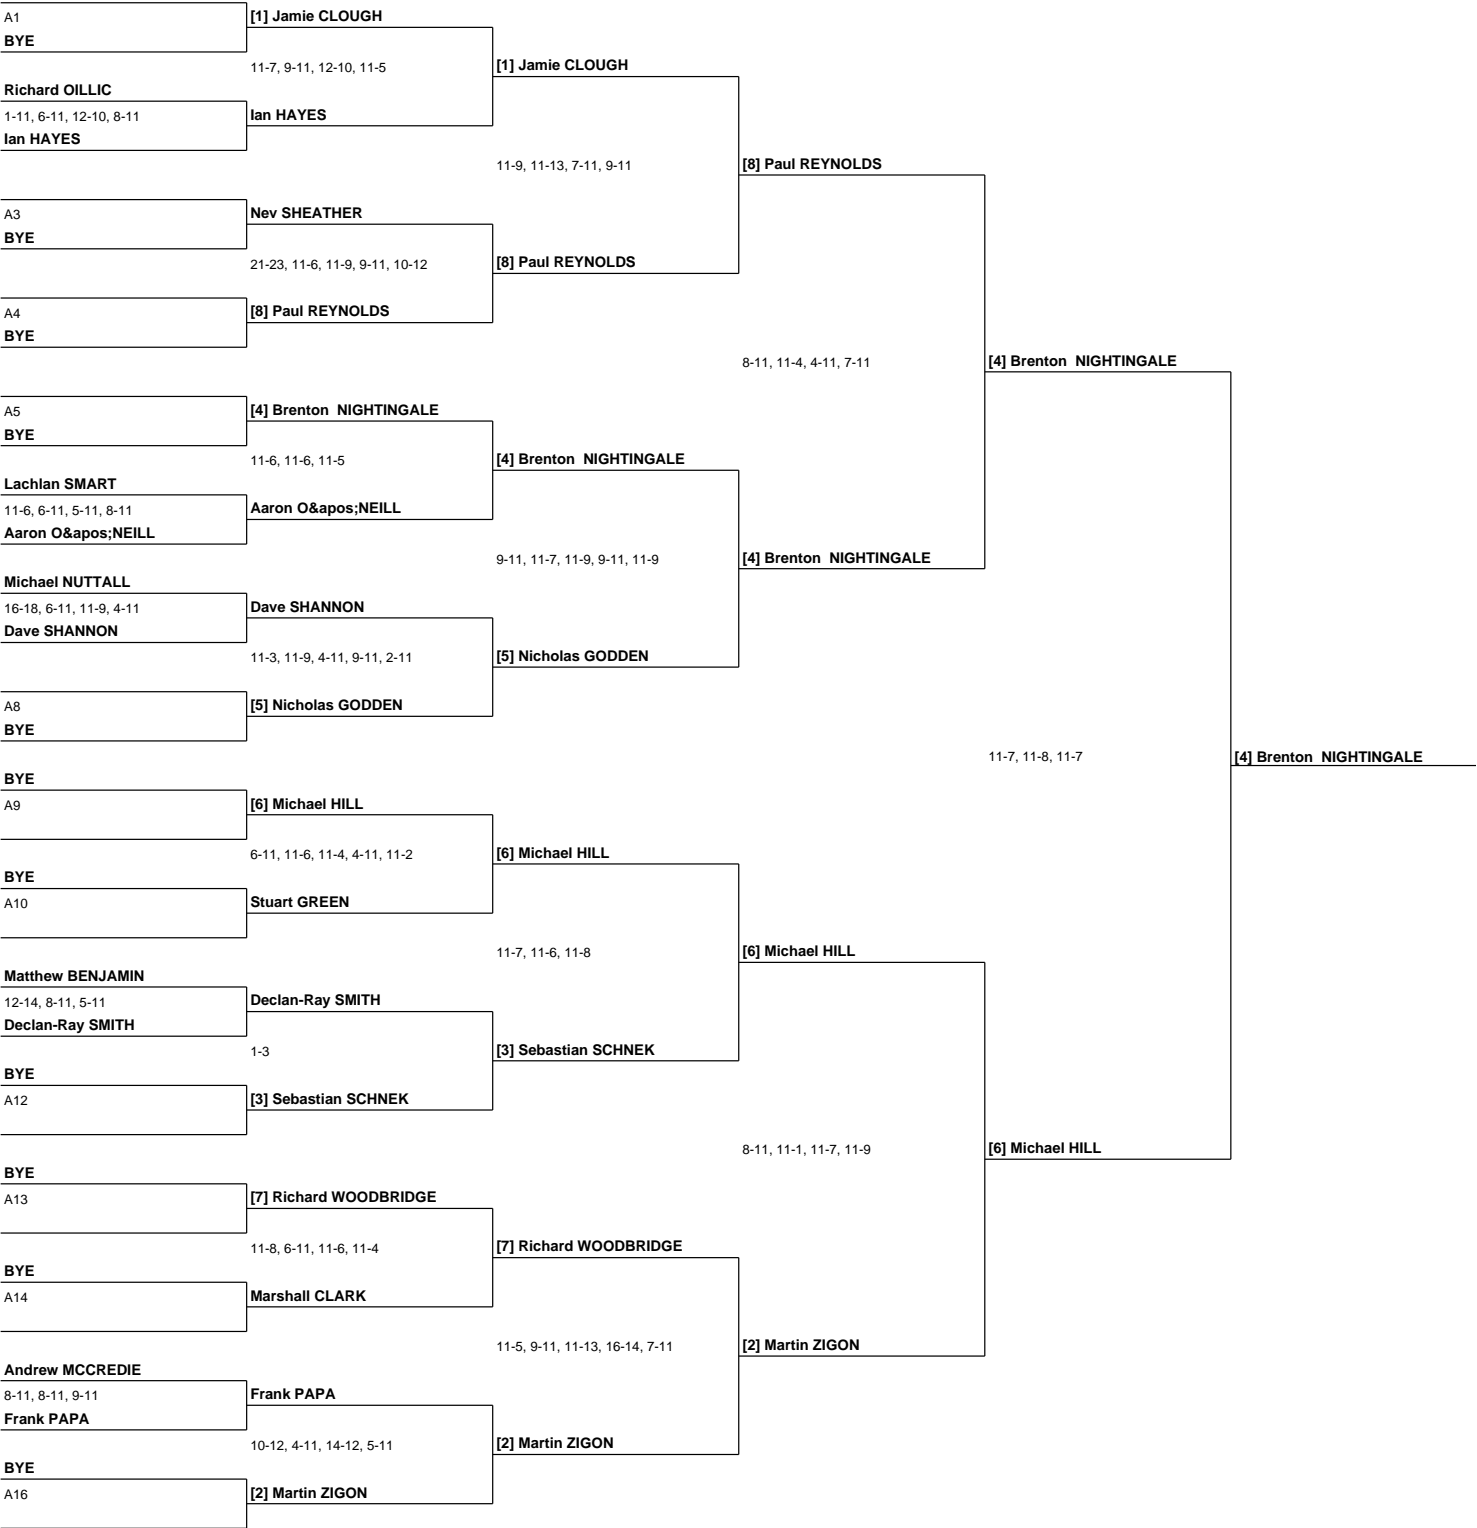 A1
BYE
Richard OILLIC
1-11, 6-11, 12-10, 8-11
Ian HAYES
A3
BYE
A4
BYE
A5
BYE
Lachlan SMART
11-6, 6-11, 5-11, 8-11
Aaron O&apos;NEILL
Michael NUTTALL
16-18, 6-11, 11-9, 4-11
Dave SHANNON
A8
BYE
BYE
A9
BYE
A10
Matthew BENJAMIN
12-14, 8-11, 5-11
Declan-Ray SMITH
BYE
A12
BYE
A13
BYE
A14
Andrew MCCREDIE
8-11, 8-11, 9-11
Frank PAPA
BYE
A16
[1] Jamie CLOUGH
11-7, 9-11, 12-10, 11-5
Ian HAYES
Nev SHEATHER
21-23, 11-6, 11-9, 9-11, 10-12
[8] Paul REYNOLDS
[4] Brenton  NIGHTINGALE
11-6, 11-6, 11-5
Aaron O&apos;NEILL
Dave SHANNON
11-3, 11-9, 4-11, 9-11, 2-11
[5] Nicholas GODDEN
[6] Michael HILL
6-11, 11-6, 11-4, 4-11, 11-2
Stuart GREEN
Declan-Ray SMITH
1-3
[3] Sebastian SCHNEK
[7] Richard WOODBRIDGE
11-8, 6-11, 11-6, 11-4
Marshall CLARK
Frank PAPA
10-12, 4-11, 14-12, 5-11
[2] Martin ZIGON
[1] Jamie CLOUGH
11-9, 11-13, 7-11, 9-11
[8] Paul REYNOLDS
[4] Brenton  NIGHTINGALE
9-11, 11-7, 11-9, 9-11, 11-9
[5] Nicholas GODDEN
[6] Michael HILL
11-7, 11-6, 11-8
[3] Sebastian SCHNEK
[7] Richard WOODBRIDGE
11-5, 9-11, 11-13, 16-14, 7-11
[2] Martin ZIGON
[8] Paul REYNOLDS
8-11, 11-4, 4-11, 7-11
[4] Brenton  NIGHTINGALE
[6] Michael HILL
8-11, 11-1, 11-7, 11-9
[2] Martin ZIGON
[4] Brenton  NIGHTINGALE
11-7, 11-8, 11-7
[6] Michael HILL
[4] Brenton  NIGHTINGALE